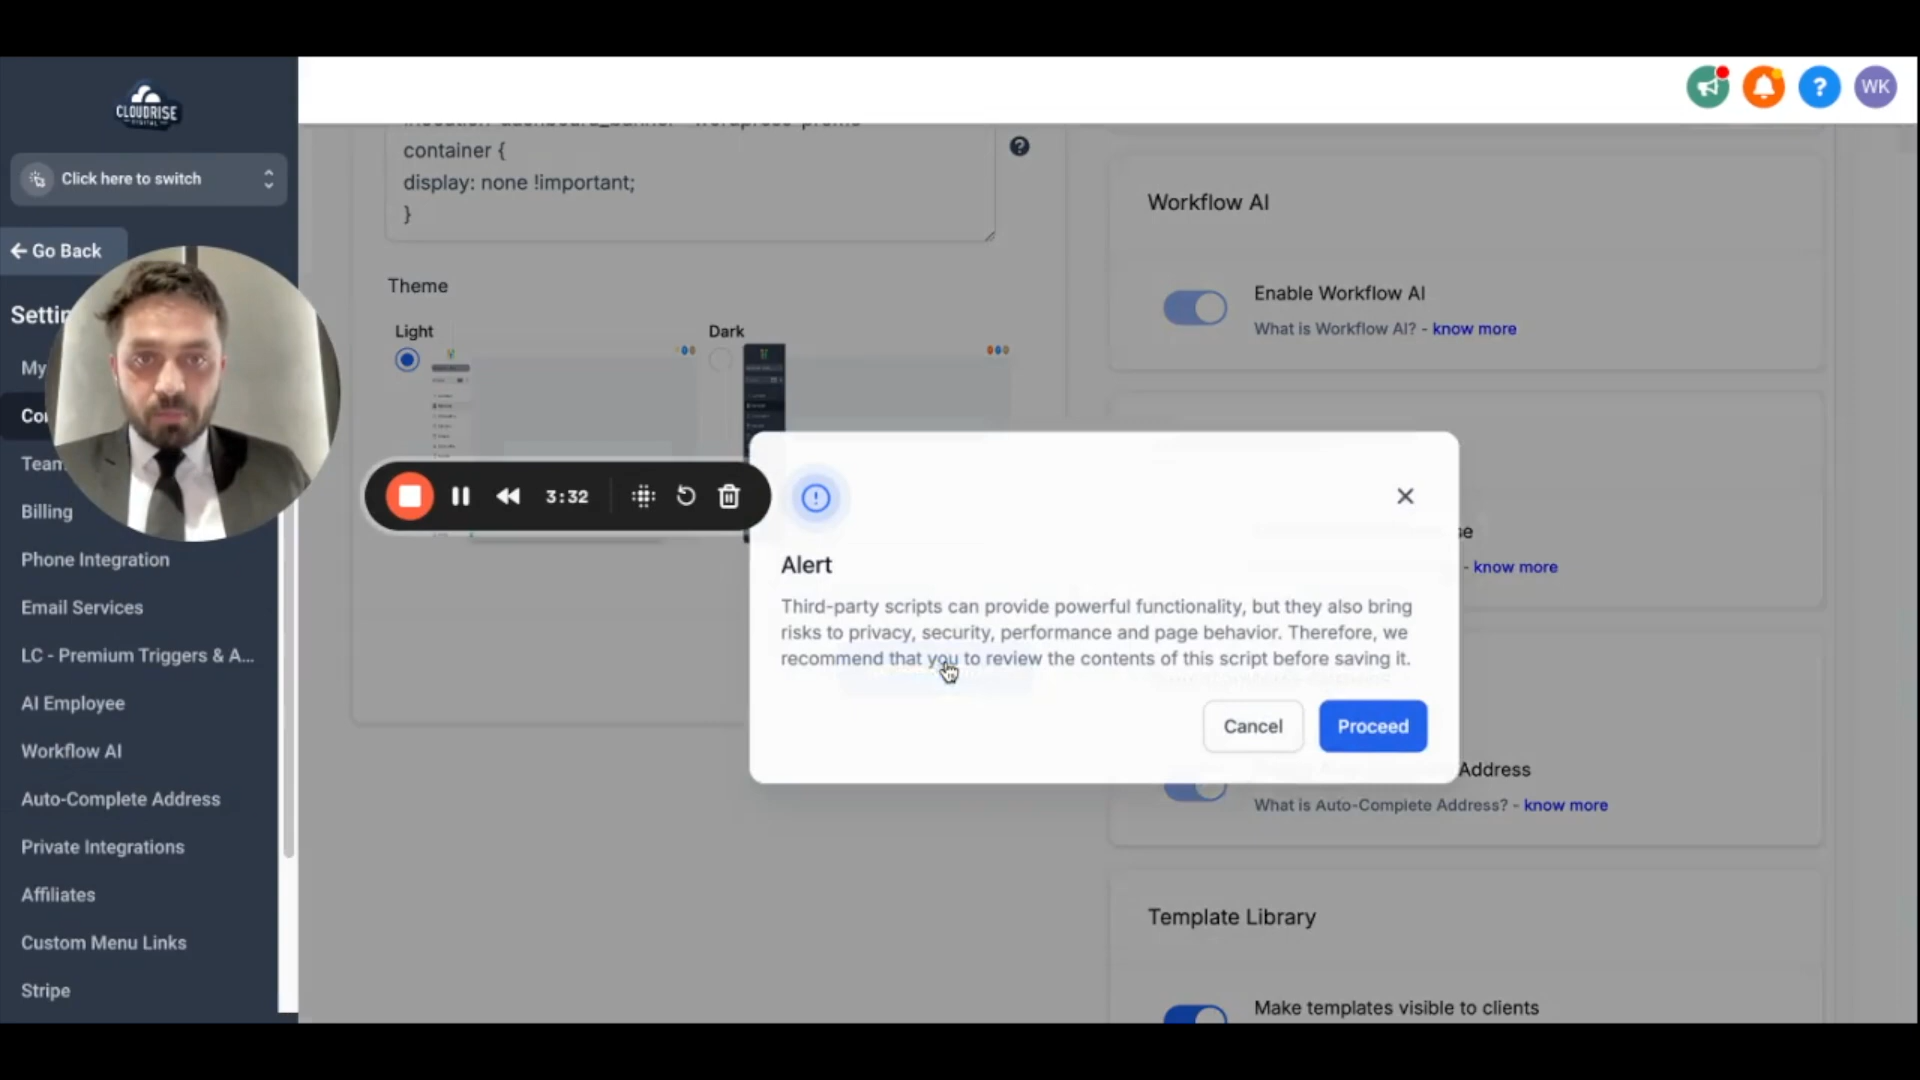 CLOUDRISE
DIGITAL
Click here to switch
Go Back
My
Team
Billing
Phone Integration
Email Services
LC - Premium Triggers & A...
AI Employee
Workflow AI
Auto-Complete Address
Private Integrations
Affiliates
Custom Menu Links
Stripe
WK
container {
display: none !important;
}
?
Theme
Light
Dark
3:32
Workflow AI
Enable Workflow AI
What is Workflow AI? - know more
Alert
Third-party scripts can provide powerful functionality, but they also bring
risks to privacy, security, performance and page behavior. Therefore, we
recommend that you to review the contents of this script before saving it.
Cancel
Proceed
- know more
Address
What is Auto-Complete Address? - know more
Template Library
Make templates visible to clients